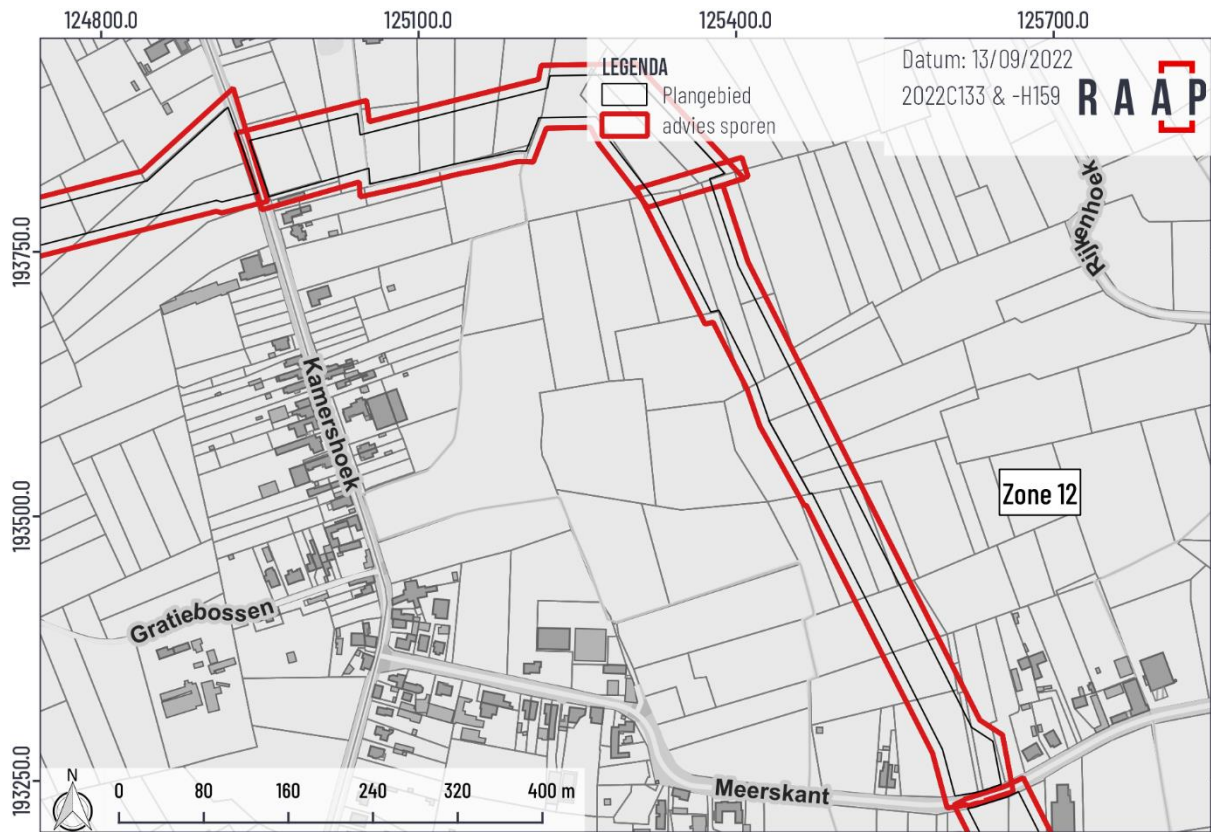 124800.0 125100.0 125400.0 125700.0
LEGENDA
Plangebied
advies sporen
Datum: 13/09/2022
2022C133 & -H159
RAAP
193750.0
193500.0
193250.0
Rijkenhoek
Kamershoek
Zone 12
Gratiebossen
Meerskant
N
0 80 160 240 320 400 m